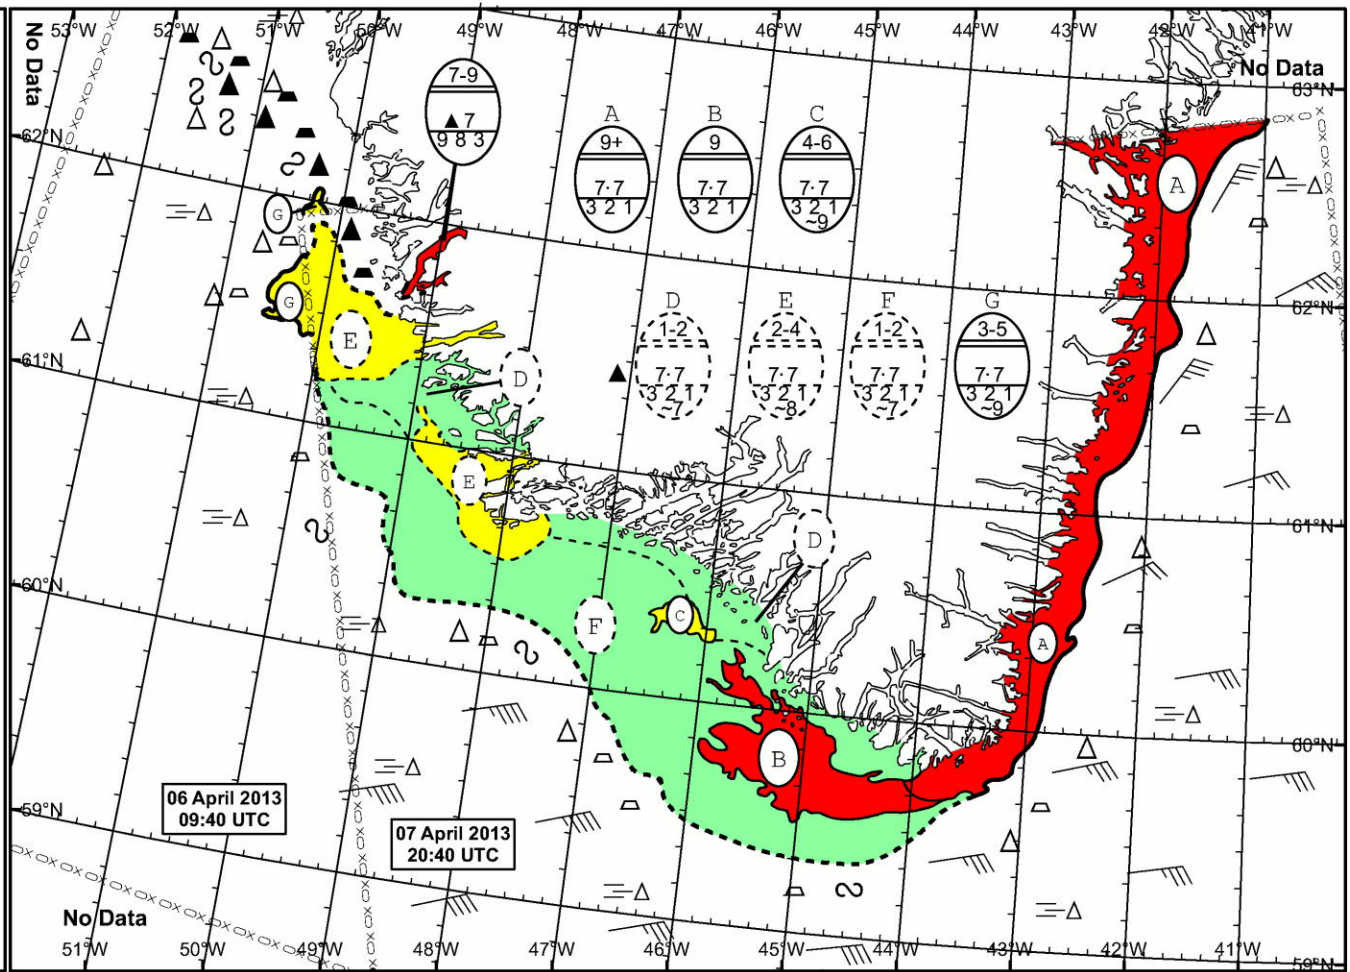 53°W 52°W 51°W 50°W 49°W 48°W 47°W 46°W 45°W 44°W 43°W 42°W 41°W
No Data
No Data
63°N
62°N
7-9
7
9 8 3
A B C
9+ 9 4-6
7·7 7·7 7·7
3 2 1 3 2 1 3 2 1
~9
A
G
G
E
62°N
61°N
D E F G
1-2 2-4 1-2 3-5
7·7 7·7 7·7 7·7
3 2 1 3 2 1 3 2 1 3 2 1
~7 ~8 ~7 ~9
D
E
61°N
D
60°N
F
C
A
60°N
B
59°N
06 April 2013
09:40 UTC
07 April 2013
20:40 UTC
No Data
51°W 50°W 49°W 48°W 47°W 46°W 45°W 44°W 43°W 42°W 41°W
59°N